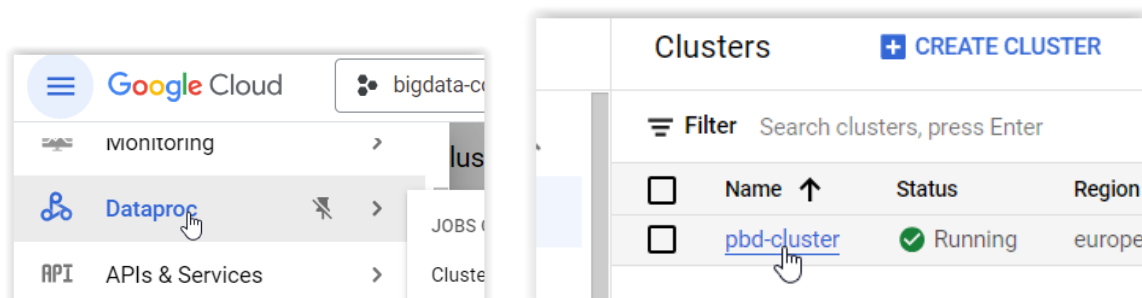 Google Cloud
bigdata-co
Monitoring
lus
Dataproc
JOBS
API APIs & Services
Cluste
Clusters
CREATE CLUSTER
Filter Search clusters, press Enter
Name Status Region
pbd-cluster Running europe